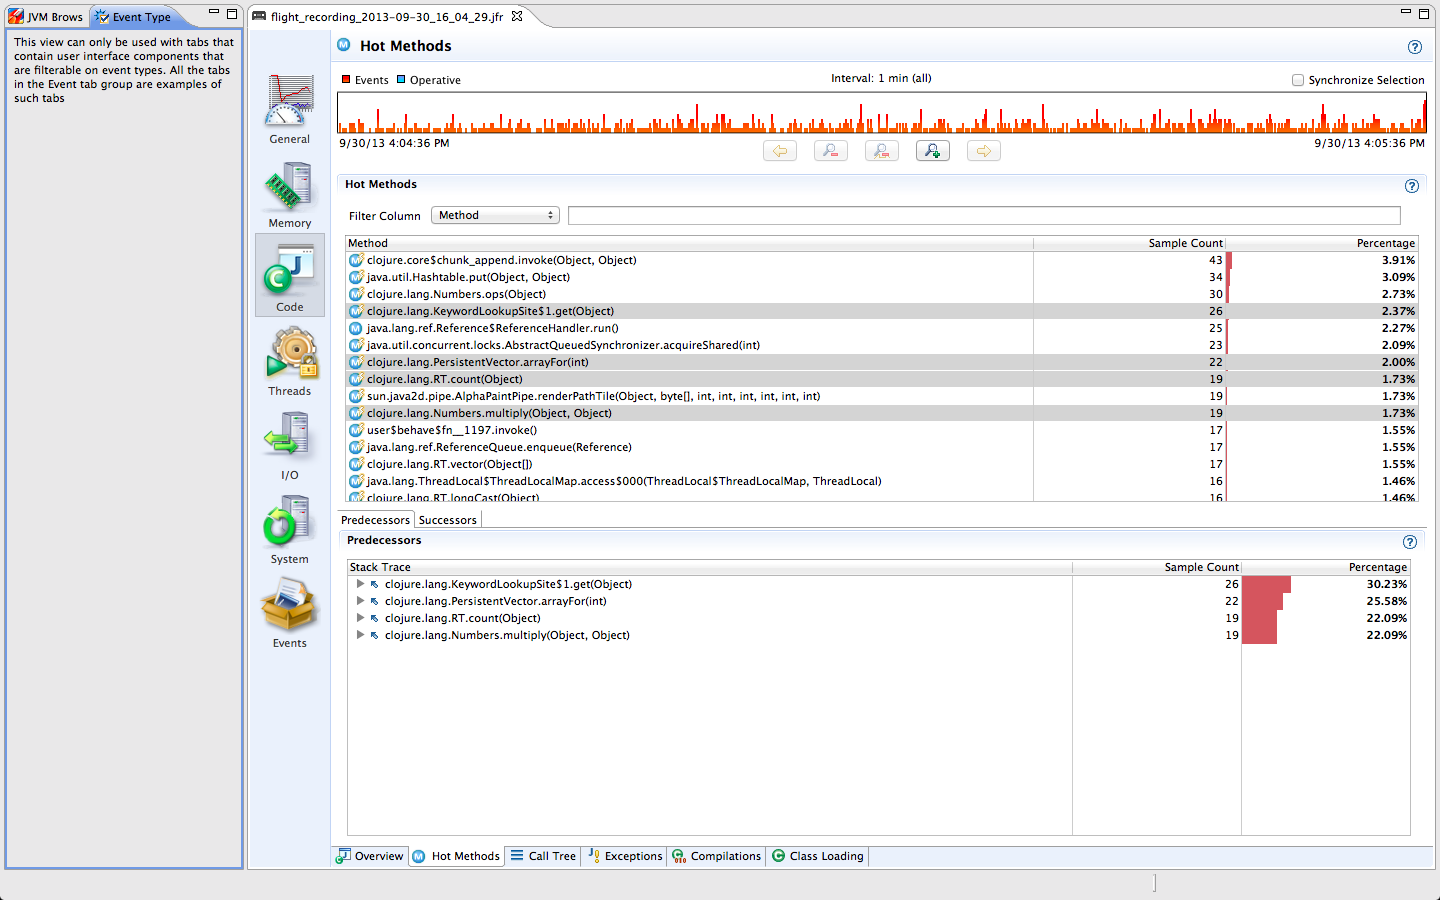 JVM Brows
Event Type
This view can only be used with tabs that
contain user interface components that
are filterable on event types. All the tabs
in the Event tab group are examples of
such tabs
flight_recording_2013-09-30_16_04_29.jfr
General
Memory
Code
Threads
I/O
System
Events
Hot Methods
Events Operative
Interval: 1 min (all)
Synchronize Selection
9/30/13 4:04:36 PM
9/30/13 4:05:36 PM
Hot Methods
Filter Column Method
Method Sample Count Percentage
clojure.core$chunk_append.invoke(Object, Object) 43 3.91%
java.util.Hashtable.put(Object, Object) 34 3.09%
clojure.lang.Numbers.ops(Object) 30 2.73%
clojure.lang.KeywordLookupSite$1.get(Object) 26 2.37%
java.lang.ref.Reference$ReferenceHandler.run() 25 2.27%
java.util.concurrent.locks.AbstractQueuedSynchronizer.acquireShared(int) 23 2.09%
clojure.lang.PersistentVector.arrayFor(int) 22 2.00%
clojure.lang.RT.count(Object) 19 1.73%
sun.java2d.pipe.AlphaPaintPipe.renderPathTile(Object, byte[], int, int, int, int, int, int) 19 1.73%
clojure.lang.Numbers.multiply(Object, Object) 19 1.73%
user$behave$fn__1197.invoke() 17 1.55%
java.lang.ref.ReferenceQueue.enqueue(Reference) 17 1.55%
clojure.lang.RT.vector(Object[]) 17 1.55%
java.lang.ThreadLocal$ThreadLocalMap.access$000(ThreadLocal$ThreadLocalMap, ThreadLocal) 16 1.46%
clojure.lang.RT.longCast(Object) 16 1.46%
Predecessors Successors
Predecessors
Stack Trace Sample Count Percentage
clojure.lang.KeywordLookupSite$1.get(Object) 26 30.23%
clojure.lang.PersistentVector.arrayFor(int) 22 25.58%
clojure.lang.RT.count(Object) 19 22.09%
clojure.lang.Numbers.multiply(Object, Object) 19 22.09%
Overview Hot Methods Call Tree Exceptions Compilations Class Loading